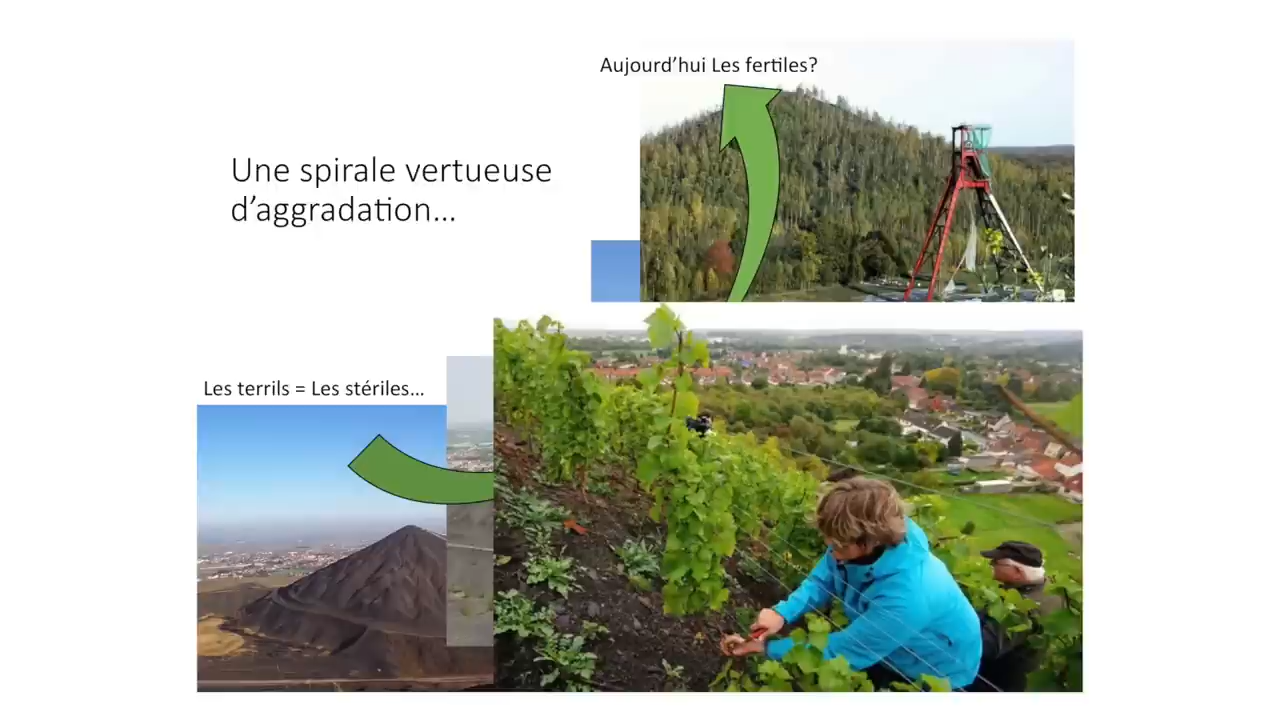 Aujourd’hui Les fertiles?
Une spirale vertueuse
d’aggradation…
Les terrils = Les stériles…